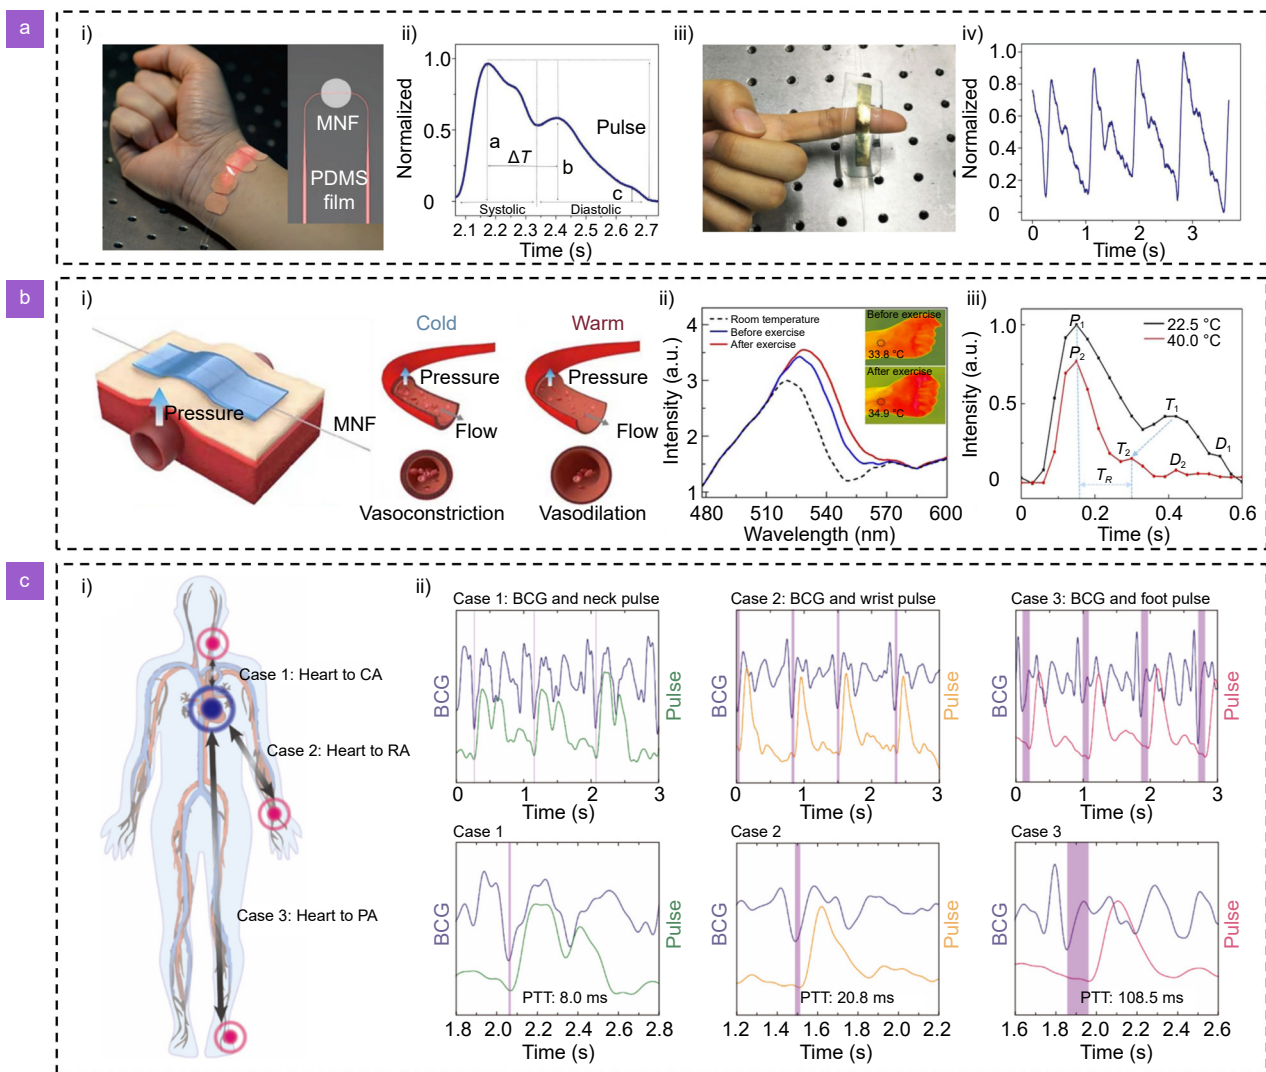 a
i)
MNF
PDMS
film
ii)
Normalized
1.0
0.5
0
a
ΔT
b
c
Pulse
Systolic
Diastolic
2.1
2.2
2.3
2.4
2.5
2.6
2.7
Time (s)
iii)
iv)
Normalized
1.0
0.8
0.6
0.4
0.2
0
0
1
2
3
Time (s)
b
i)
Pressure
MNF
Cold
Pressure
Flow
Vasoconstriction
Warm
Pressure
Flow
Vasodilation
ii)
Intensity (a.u.)
4
3
2
1
Room temperature
Before exercise
After exercise
Before exercise
33.8 °C
After exercise
34.9 °C
480
510
540
570
600
Wavelength (nm)
iii)
Intensity (a.u.)
1.0
0.5
0
P1
P2
22.5 °C
40.0 °C
T1
T2
D1
D2
TR
0
0.2
0.4
0.6
Time (s)
c
i)
Case 1: Heart to CA
Case 2: Heart to RA
Case 3: Heart to PA
ii)
Case 1: BCG and neck pulse
BCG
Pulse
0
1
2
3
Time (s)
Case 2: BCG and wrist pulse
BCG
Pulse
0
1
2
3
Time (s)
Case 3: BCG and foot pulse
BCG
Pulse
0
1
2
3
Time (s)
Case 1
BCG
Pulse
PTT: 8.0 ms
1.8
2.0
2.2
2.4
2.6
2.8
Time (s)
Case 2
BCG
Pulse
PTT: 20.8 ms
1.2
1.4
1.6
1.8
2.0
2.2
Time (s)
Case 3
BCG
Pulse
PTT: 108.5 ms
1.6
1.8
2.0
2.2
2.4
2.6
Time (s)